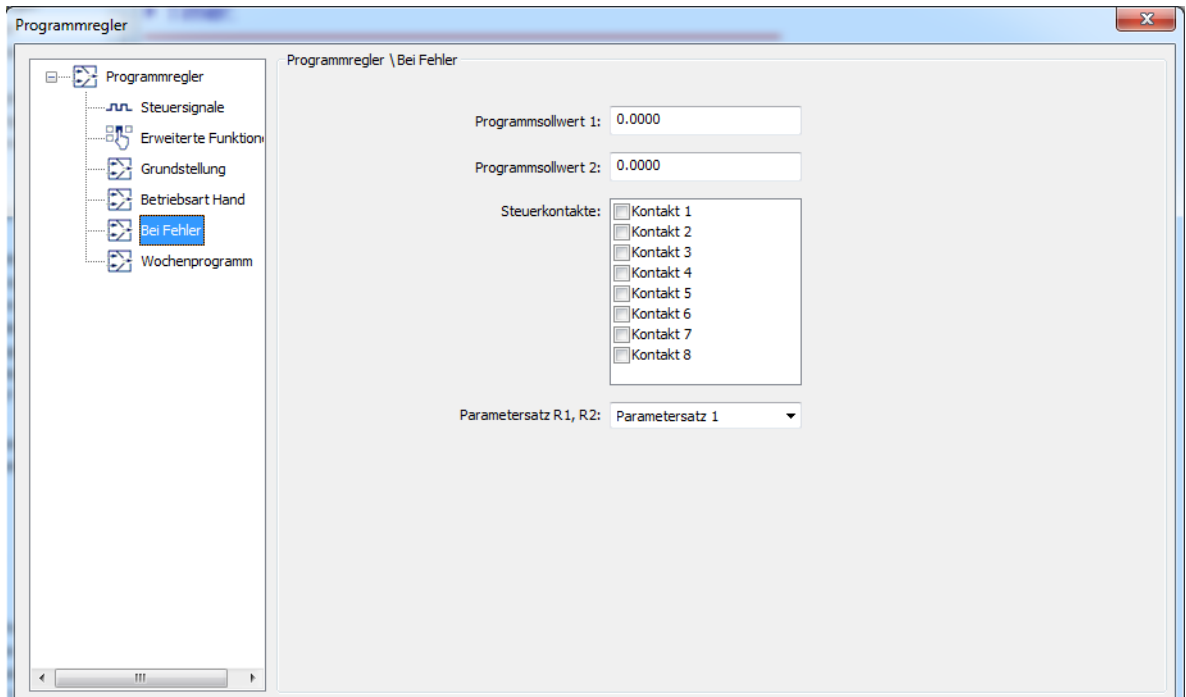 Programmregler
Programmregler
Steuersignale
Erweiterte Funktion
Grundstellung
Betriebsart Hand
Bei Fehler
Wochenprogramm
Programmregler \ Bei Fehler
Programmsollwert 1: 0.0000
Programmsollwert 2: 0.0000
Steuerkontakte:
Kontakt 1
Kontakt 2
Kontakt 3
Kontakt 4
Kontakt 5
Kontakt 6
Kontakt 7
Kontakt 8
Parametersatz R1, R2: Parametersatz 1